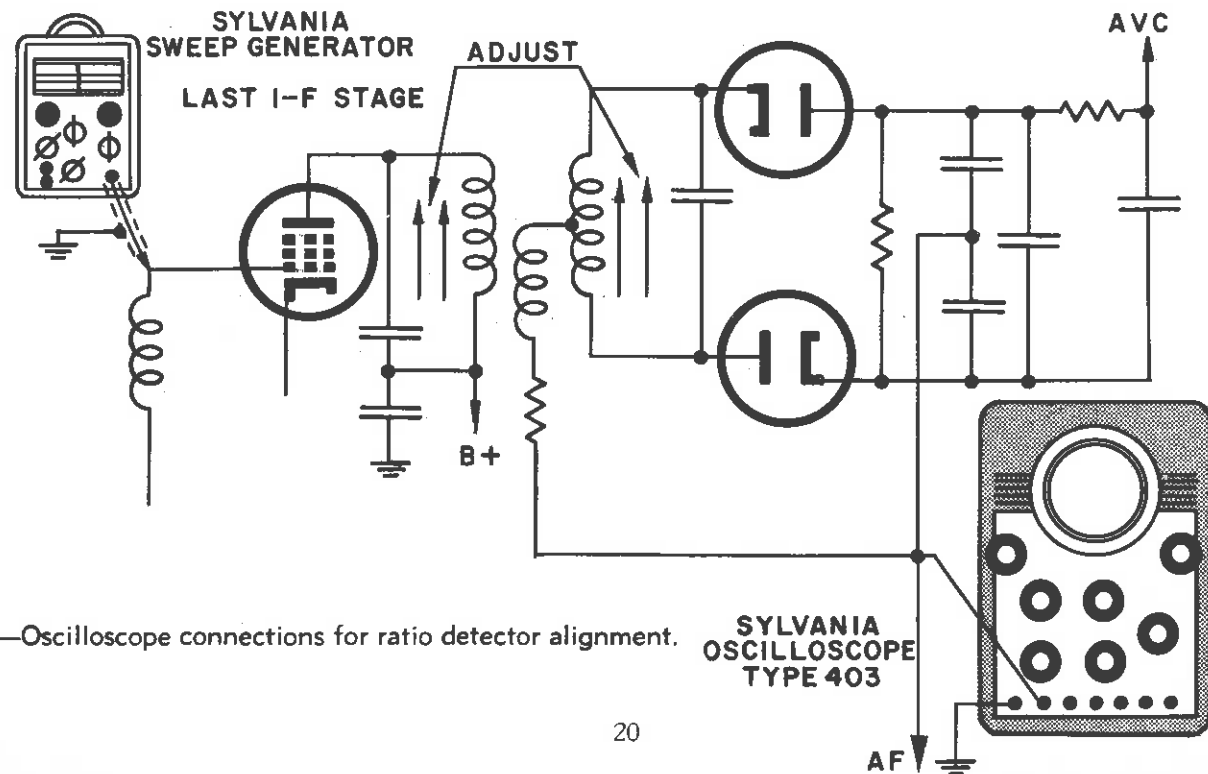 SYLVANIA
SWEEP GENERATOR
LAST I-F STAGE
ADJUST
AVC
B+
—Oscilloscope connections for ratio detector alignment.
SYLVANIA
OSCILLOSCOPE
TYPE 403
20
AF